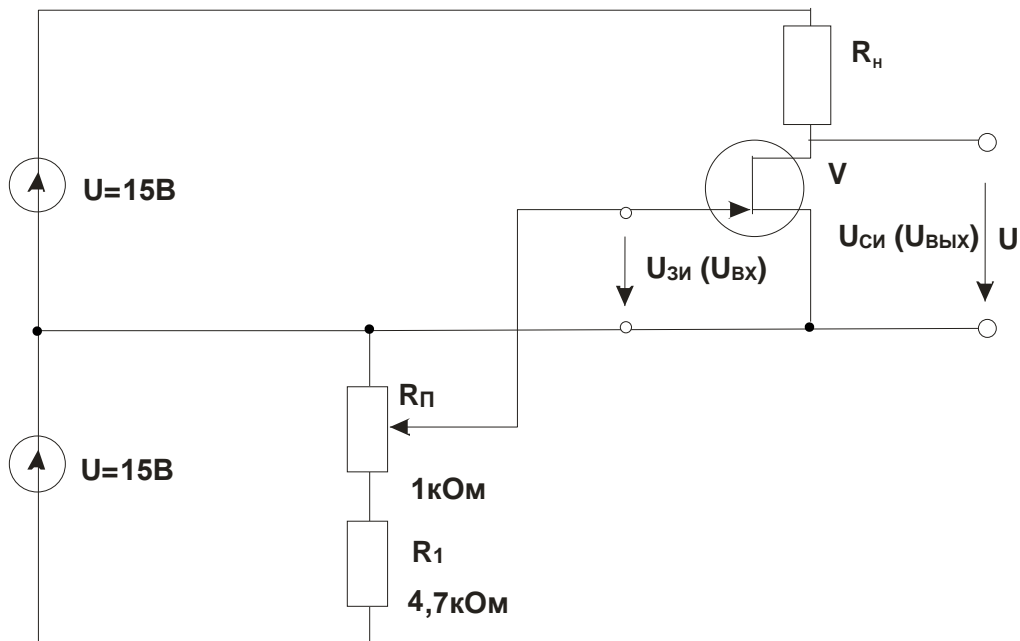 Rн
U=15В
V
Uси (Uвых) U
Uзи (Uвх)
Rп
U=15В
1кОм
R1
4,7кОм